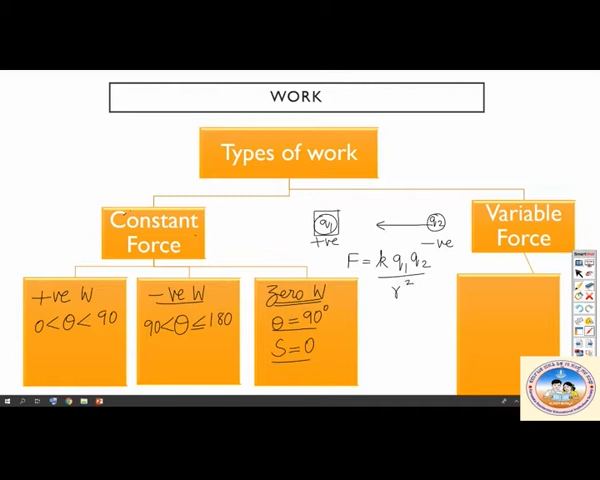 WORK
Types of work
Constant
Force
Variable
Force
q1
q2
+ve
-ve
F = k q1 q2
r²
+ve W
0 < θ < 90
-ve W
90 < θ ≤ 180
Zero W
θ = 90°
S = 0